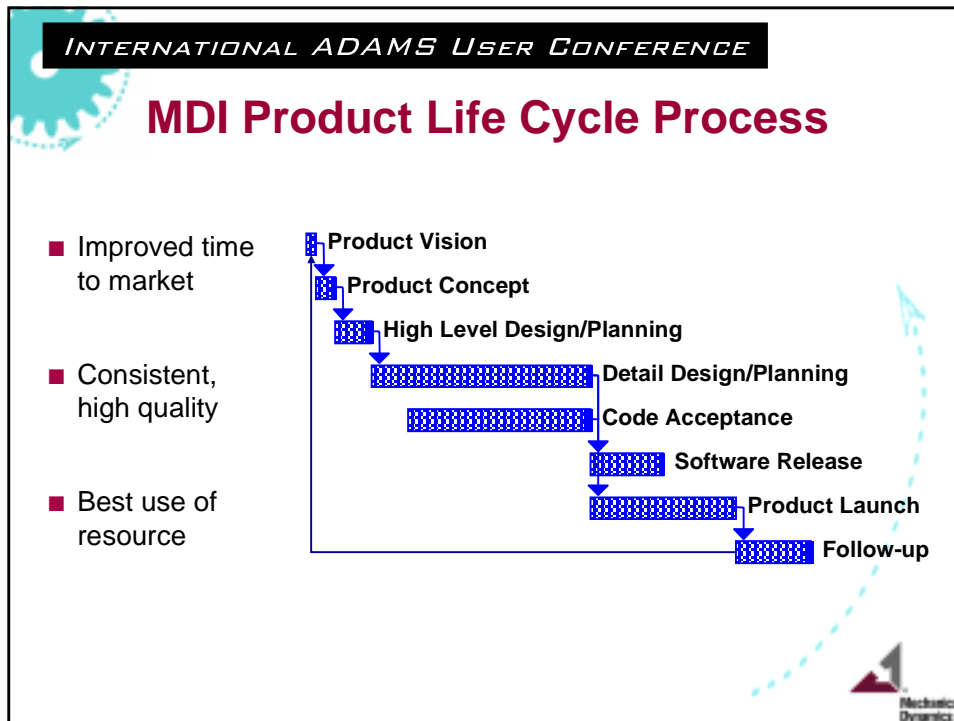 INTERNATIONAL ADAMS USER CONFERENCE
MDI Product Life Cycle Process
Improved time
to market
Consistent,
high quality
Best use of
resource
Product Vision
Product Concept
High Level Design/Planning
Detail Design/Planning
Code Acceptance
Software Release
Product Launch
Follow-up
Mechanical
Dynamics